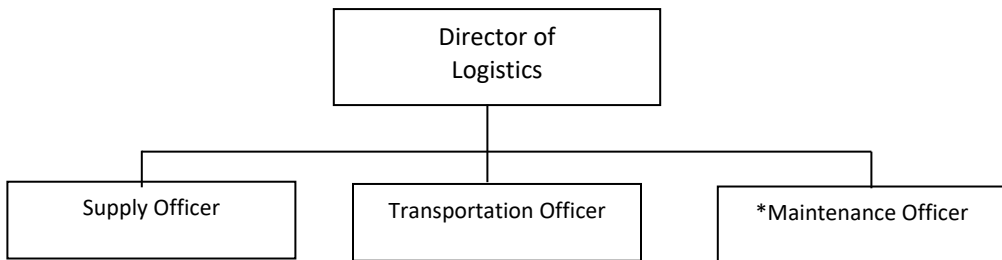 Director of
Logistics
Supply Officer
Transportation Officer
*Maintenance Officer